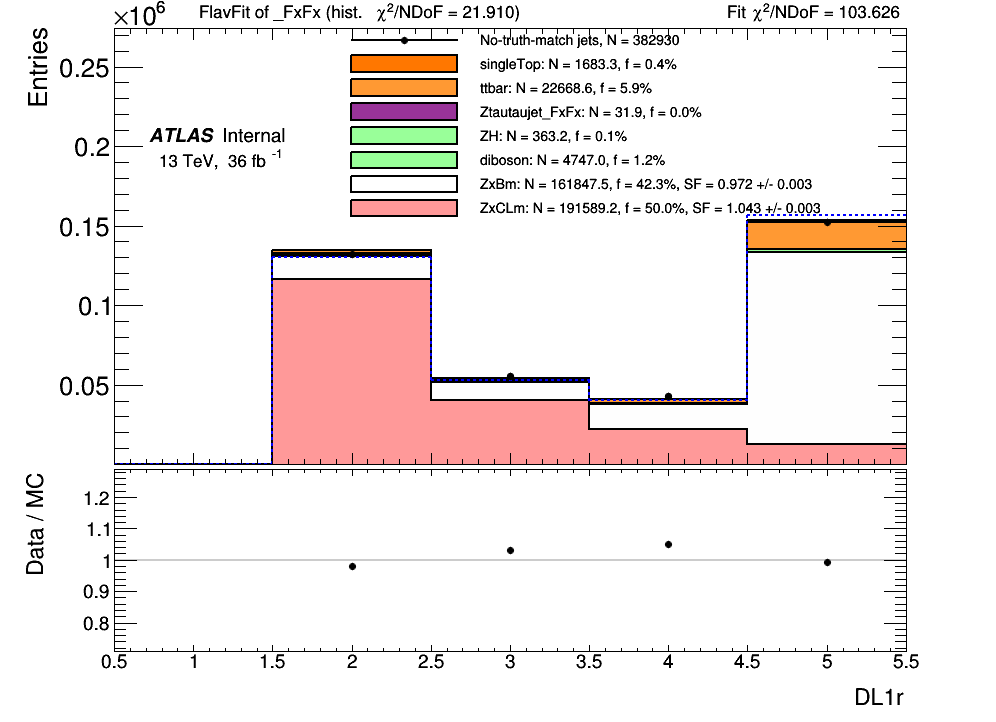 ×10⁶ FlavFit of _FxFx (hist. χ²/NDoF = 21.910) Fit χ²/NDoF = 103.626
Entries
No-truth-match jets, N = 382930
singleTop: N = 1683.3, f = 0.4%
ttbar: N = 22668.6, f = 5.9%
Ztautaujet_FxFx: N = 31.9, f = 0.0%
ZH: N = 363.2, f = 0.1%
diboson: N = 4747.0, f = 1.2%
ZxBm: N = 161847.5, f = 42.3%, SF = 0.972 +/- 0.003
ZxCLm: N = 191589.2, f = 50.0%, SF = 1.043 +/- 0.003
ATLAS Internal
13 TeV, 36 fb⁻¹
0.25
0.2
0.15
0.1
0.05
Data / MC
1.2
1.1
1
0.9
0.8
0.5 1 1.5 2 2.5 3 3.5 4 4.5 5 5.5
DL1r